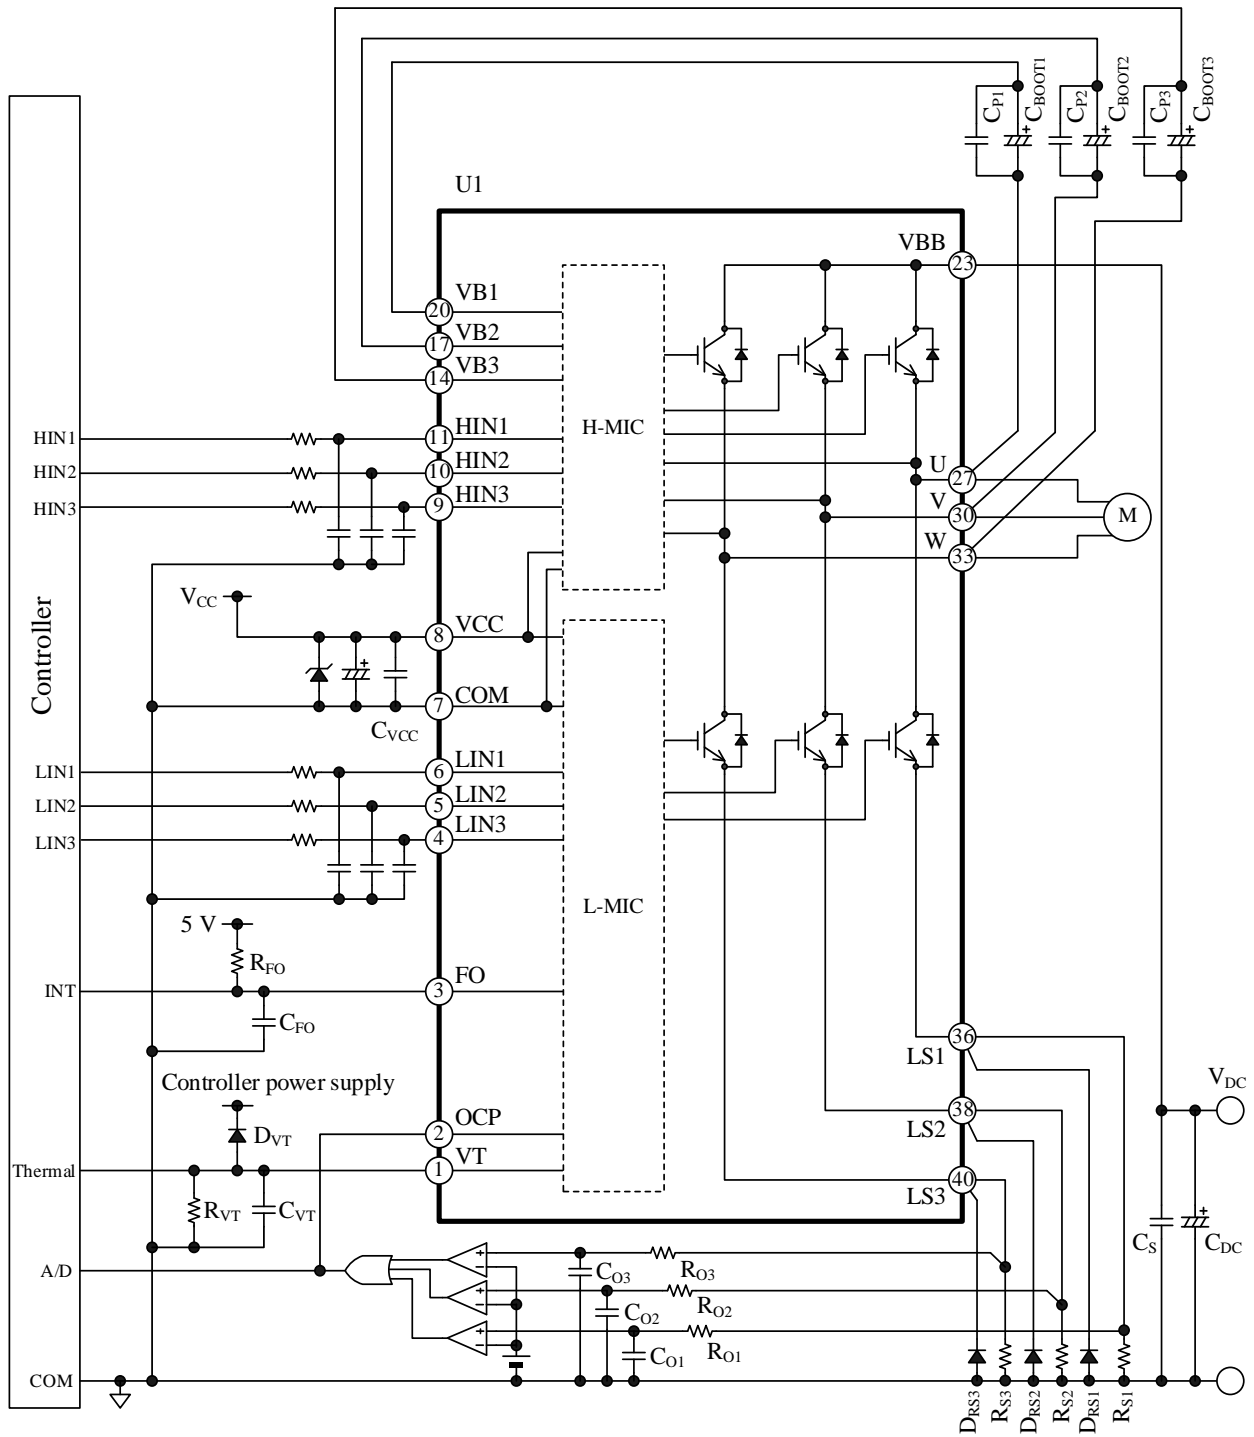 CP1
CBOOT1
CP2
CBOOT2
CP3
CBOOT3
U1
VBB
23
VB1
20
VB2
17
VB3
14
H-MIC
HIN1
11
HIN1
HIN2
10
HIN2
HIN3
9
HIN3
U
27
V
30
M
W
33
VCC
8
VCC
Controller
7
COM
CVCC
LIN1
6
LIN1
LIN2
5
LIN2
LIN3
4
LIN3
L-MIC
5 V
RFO
INT
3
FO
CFO
36
LS1
Controller power supply
VDC
DVT
2
OCP
38
LS2
Thermal
1
VT
40
LS3
RVT
CVT
CS
CDC
A/D
CO3
RO3
CO2
RO2
CO1
RO1
COM
DRS3
RS3
DRS2
RS2
DRS1
RS1